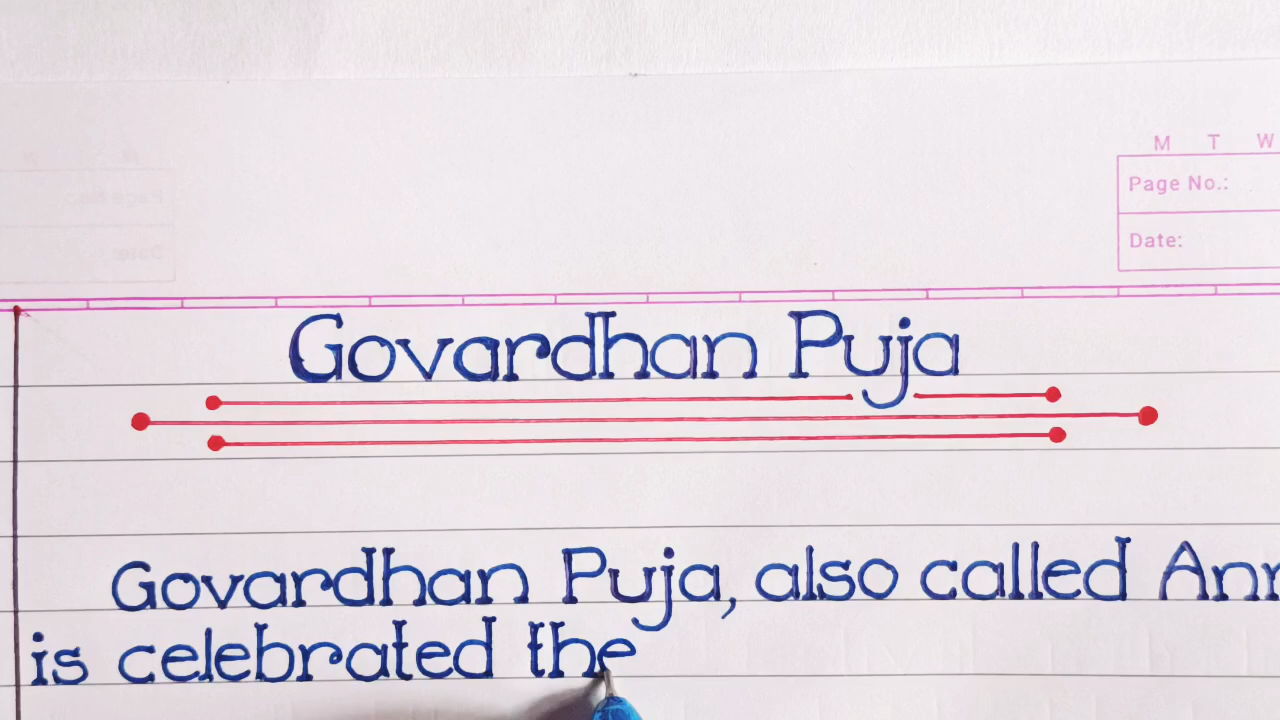 M T W
Page No.:
Date:
Govardhan Puja
Govardhan Puja, also called
is celebrated the